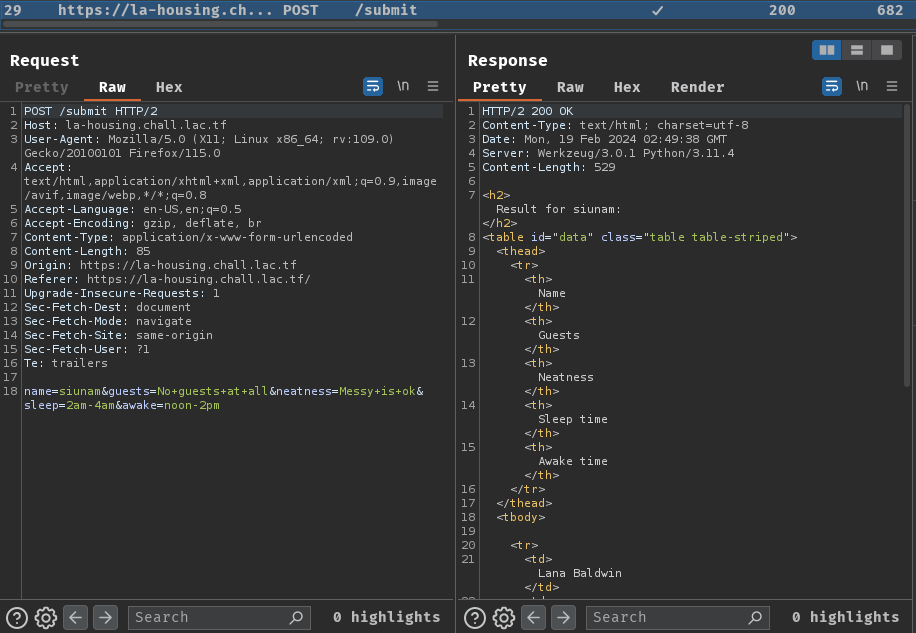 29 https://la-housing.ch... POST /submit ✓ 200 682
Request
Pretty Raw Hex \n
1 POST /submit HTTP/2
2 Host: la-housing.chall.lac.tf
3 User-Agent: Mozilla/5.0 (X11; Linux x86_64; rv:109.0)
Gecko/20100101 Firefox/115.0
4 Accept:
text/html,application/xhtml+xml,application/xml;q=0.9,image
/avif,image/webp,*/*;q=0.8
5 Accept-Language: en-US,en;q=0.5
6 Accept-Encoding: gzip, deflate, br
7 Content-Type: application/x-www-form-urlencoded
8 Content-Length: 85
9 Origin: https://la-housing.chall.lac.tf
10 Referer: https://la-housing.chall.lac.tf/
11 Upgrade-Insecure-Requests: 1
12 Sec-Fetch-Dest: document
13 Sec-Fetch-Mode: navigate
14 Sec-Fetch-Site: same-origin
15 Sec-Fetch-User: ?1
16 Te: trailers
17
18 name=siunam&guests=No+guests+at+all&neatness=Messy+is+ok&
sleep=2am-4am&awake=noon-2pm
Search 0 highlights
Response
Pretty Raw Hex Render \n
1 HTTP/2 200 OK
2 Content-Type: text/html; charset=utf-8
3 Date: Mon, 19 Feb 2024 02:49:38 GMT
4 Server: Werkzeug/3.0.1 Python/3.11.4
5 Content-Length: 529
6
7 <h2>
Result for siunam:
</h2>
8 <table id="data" class="table table-striped">
9 <thead>
10 <tr>
11 <th>
Name
</th>
12 <th>
Guests
</th>
13 <th>
Neatness
</th>
14 <th>
Sleep time
</th>
15 <th>
Awake time
</th>
16 </tr>
17 </thead>
18 <tbody>
19
20 <tr>
21 <td>
Lana Baldwin
</td>
Search 0 highlights